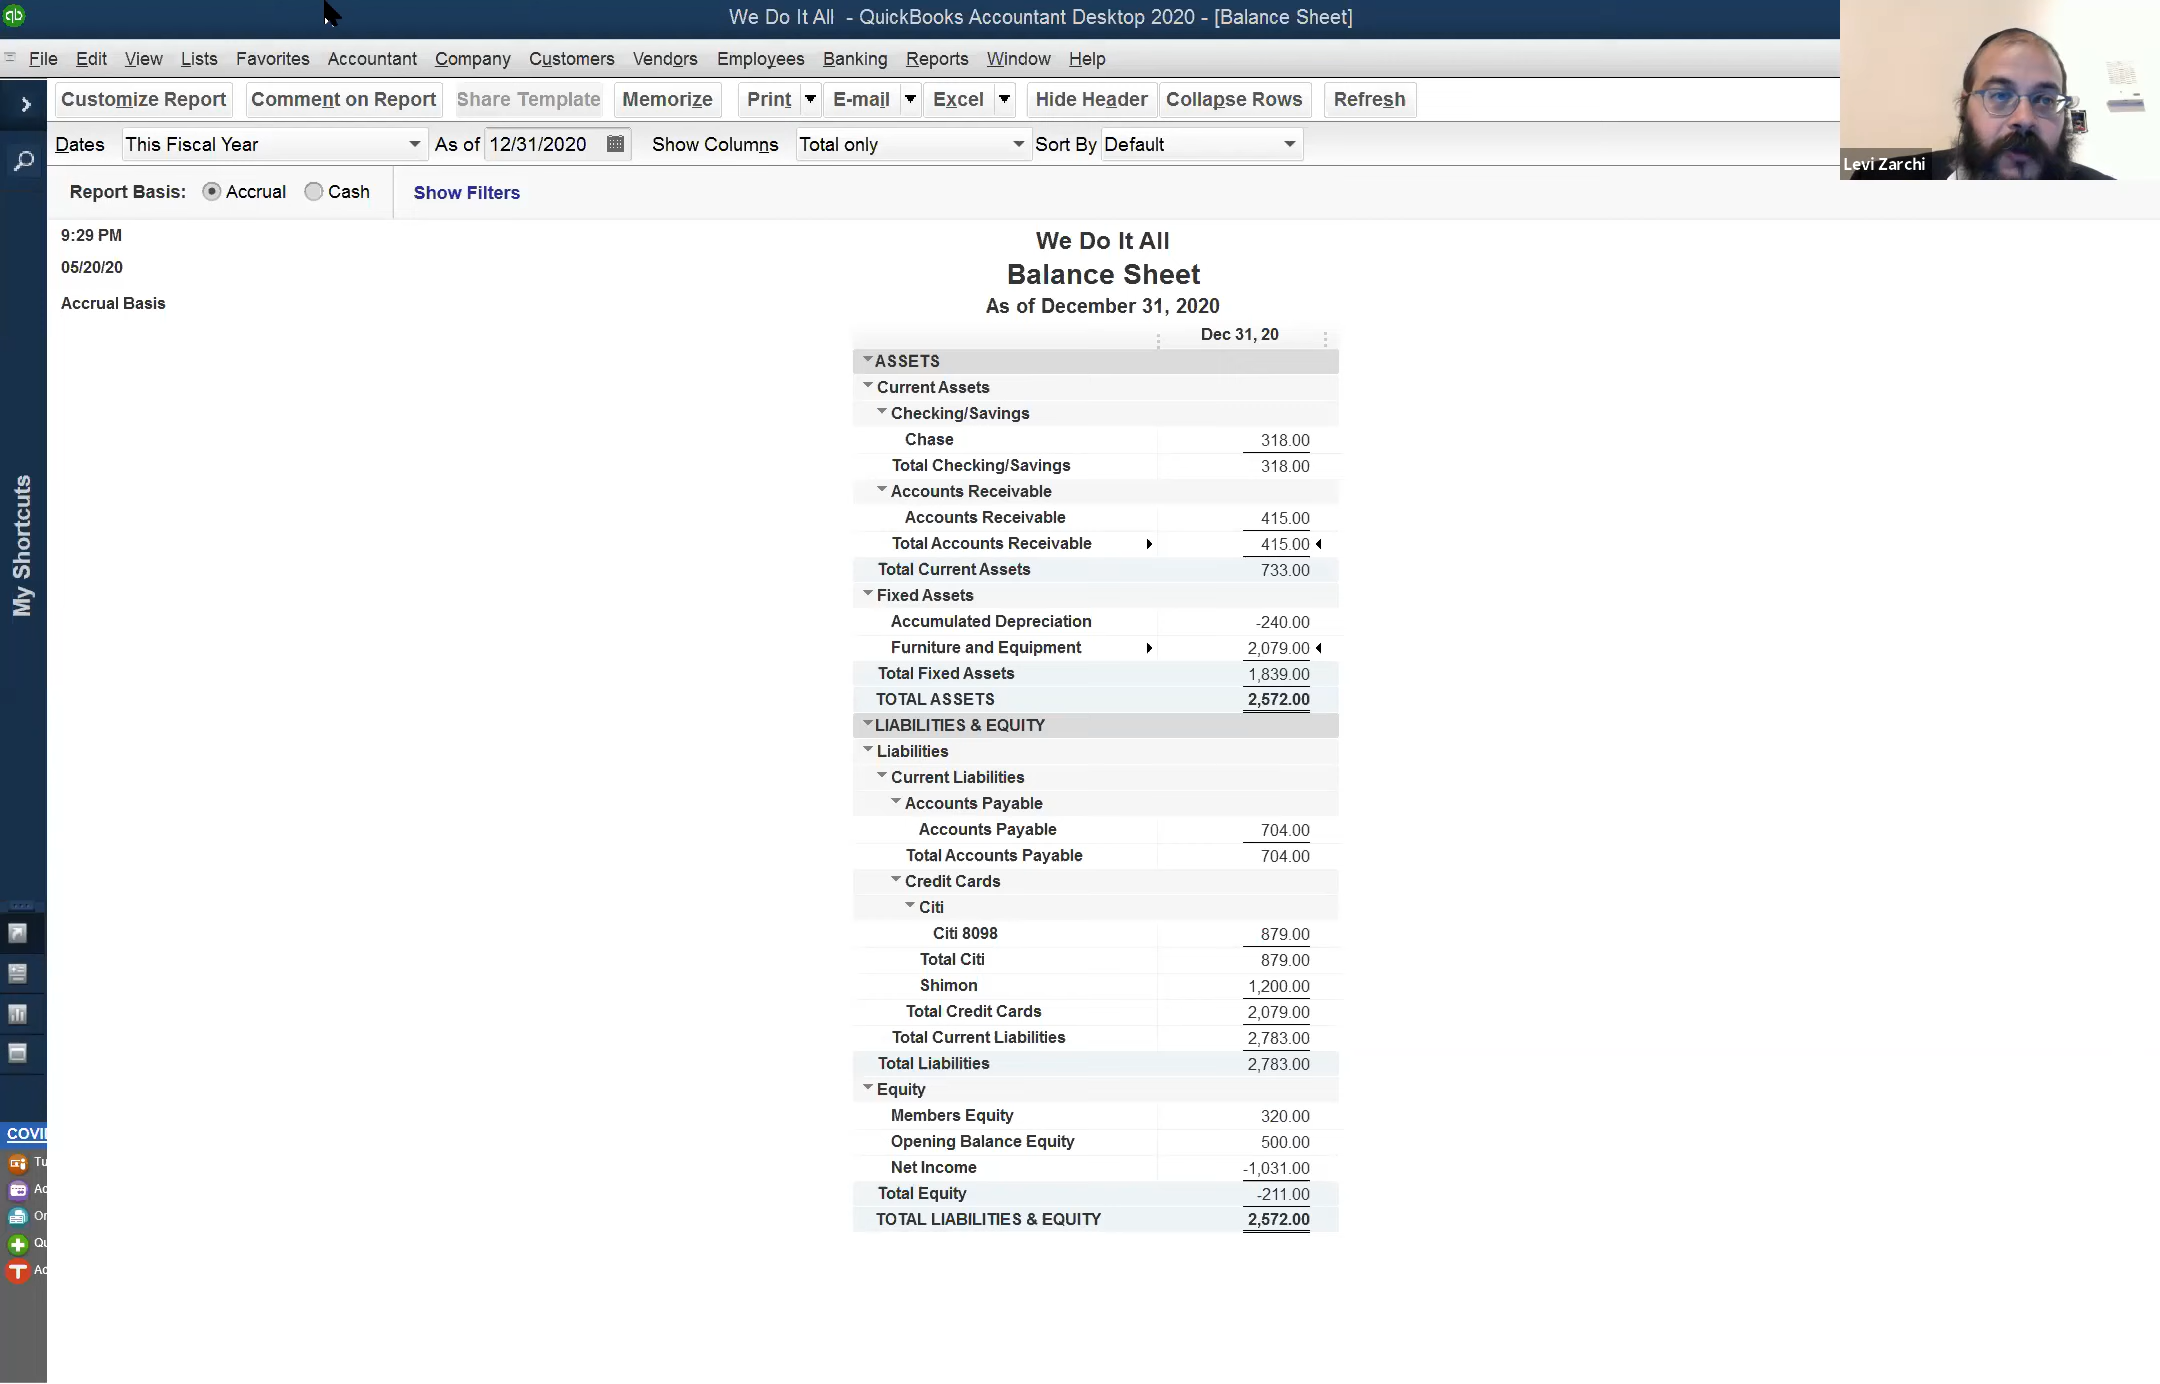 We Do It All - QuickBooks Accountant Desktop 2020 - [Balance Sheet]
File Edit View Lists Favorites Accountant Company Customers Vendors Employees Banking Reports Window Help
Customize Report Comment on Report Share Template Memorize Print E-mail Excel Hide Header Collapse Rows Refresh
Dates This Fiscal Year As of 12/31/2020 Show Columns Total only Sort By Default
Levi Zarchi
Report Basis: Accrual Cash Show Filters
9:29 PM
05/20/20
Accrual Basis
We Do It All
Balance Sheet
As of December 31, 2020
Dec 31, 20
ASSETS
Current Assets
Checking/Savings
Chase 318.00
Total Checking/Savings 318.00
Accounts Receivable
Accounts Receivable 415.00
Total Accounts Receivable 415.00
Total Current Assets 733.00
Fixed Assets
Accumulated Depreciation -240.00
Furniture and Equipment 2,079.00
Total Fixed Assets 1,839.00
TOTAL ASSETS 2,572.00
LIABILITIES & EQUITY
Liabilities
Current Liabilities
Accounts Payable
Accounts Payable 704.00
Total Accounts Payable 704.00
Credit Cards
Citi
Citi 8098 879.00
Total Citi 879.00
Shimon 1,200.00
Total Credit Cards 2,079.00
Total Current Liabilities 2,783.00
Total Liabilities 2,783.00
Equity
Members Equity 320.00
Opening Balance Equity 500.00
Net Income -1,031.00
Total Equity -211.00
TOTAL LIABILITIES & EQUITY 2,572.00
My Shortcuts
COVI
Tu
Ac
Or
Qu
Ac